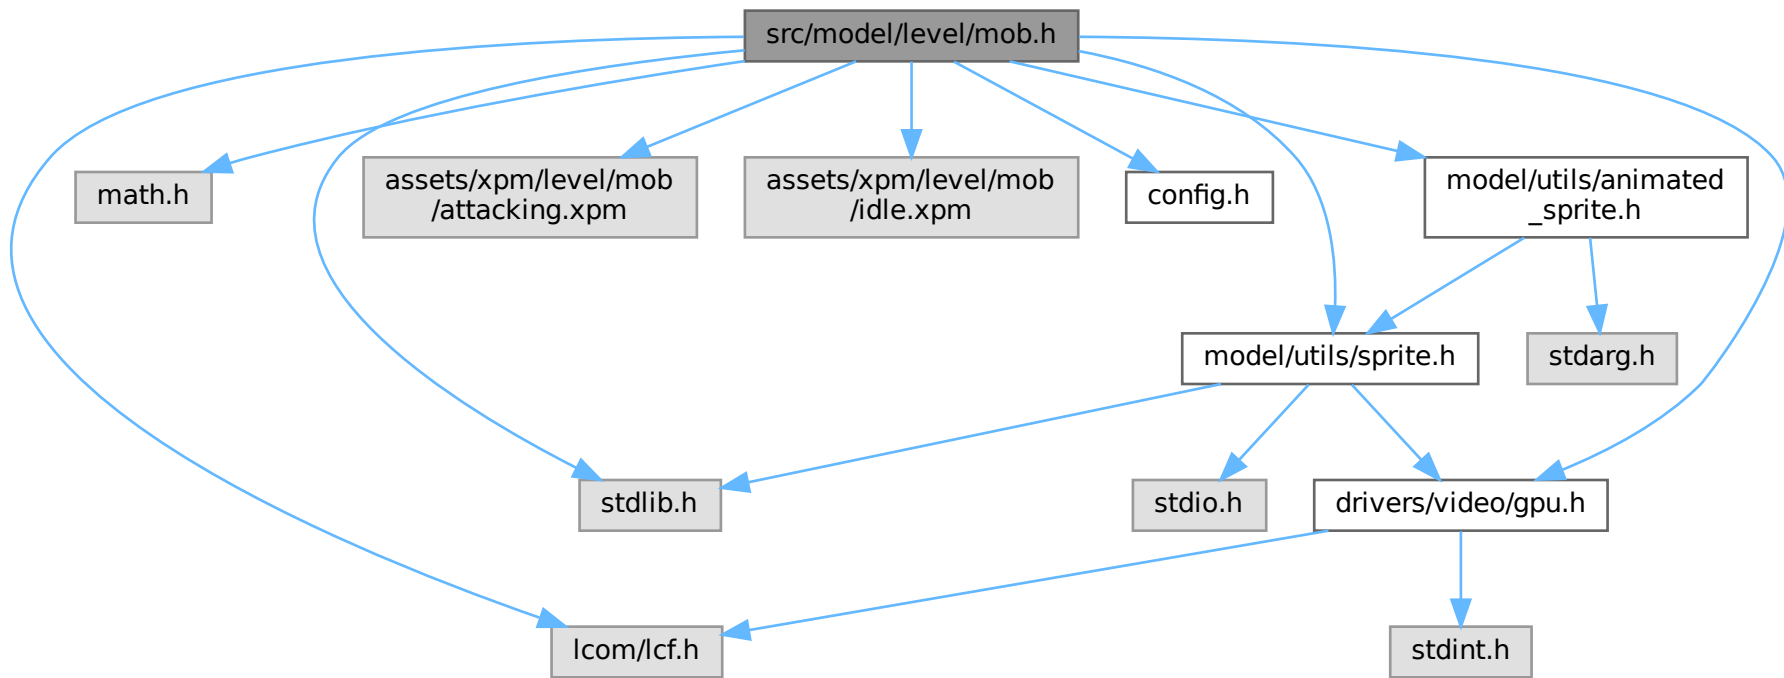 src/model/level/mob.h
math.h
assets/xpm/level/mob
/attacking.xpm
assets/xpm/level/mob
/idle.xpm
config.h
model/utils/animated
_sprite.h
model/utils/sprite.h
stdarg.h
stdlib.h
stdio.h
drivers/video/gpu.h
lcom/lcf.h
stdint.h